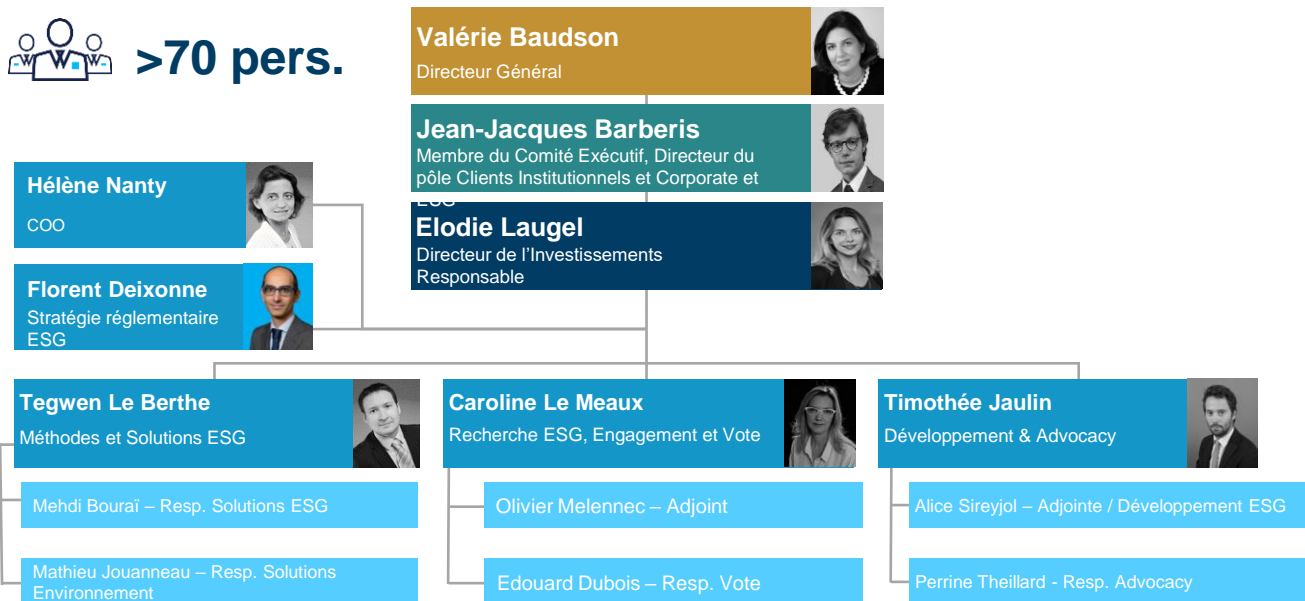 >70 pers.
Valérie Baudson
Directeur Général
Jean-Jacques Barberis
Membre du Comité Exécutif, Directeur du
pôle Clients Institutionnels et Corporate et
ESG
Hélène Nanty
COO
Elodie Laugel
Directeur de l’Investissements
Responsable
Florent Deixonne
Stratégie réglementaire
ESG
Tegwen Le Berthe
Méthodes et Solutions ESG
Mehdi Bouraï – Resp. Solutions ESG
Mathieu Jouanneau – Resp. Solutions
Environnement
Caroline Le Meaux
Recherche ESG, Engagement et Vote
Olivier Melennec – Adjoint
Edouard Dubois – Resp. Vote
Timothée Jaulin
Développement & Advocacy
Alice Sireyjol – Adjointe / Développement ESG
Perrine Theillard - Resp. Advocacy